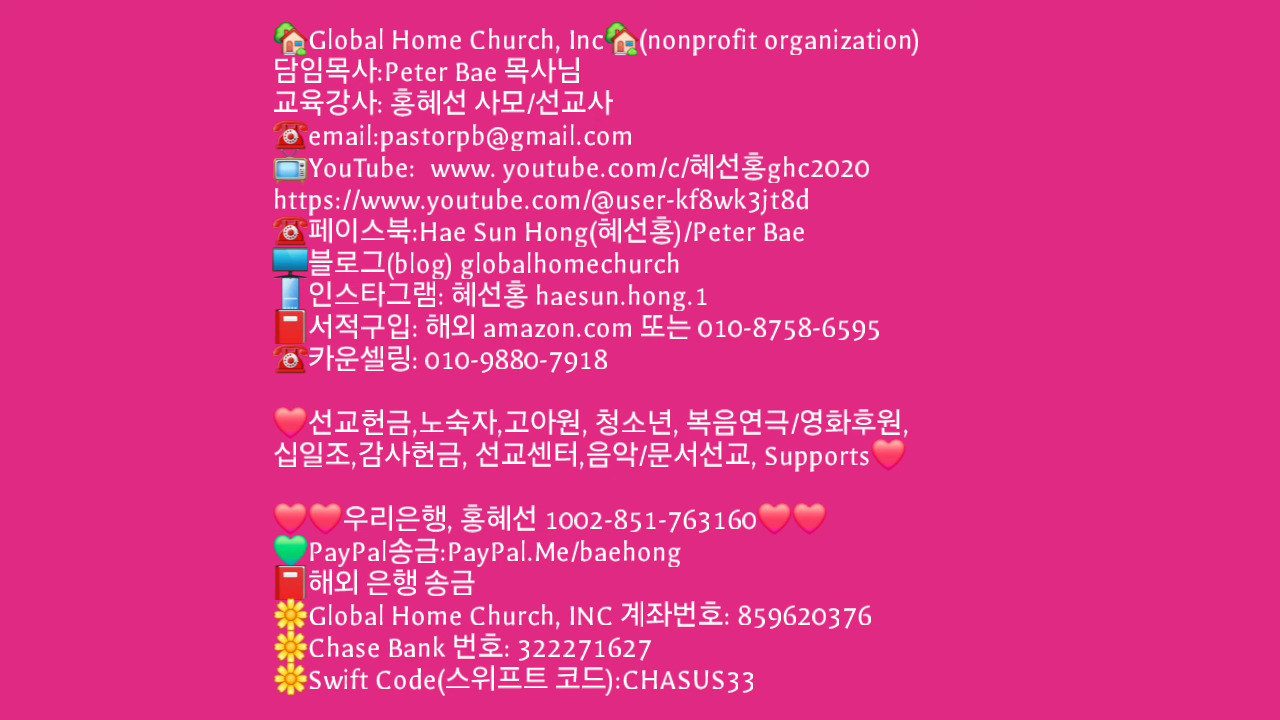 🏡Global Home Church, Inc🏡(nonprofit organization)
담임목사:Peter Bae 목사님
교육강사: 홍혜선 사모/선교사
☎️email:pastorpb@gmail.com
📺YouTube:  www. youtube.com/c/혜선홍ghc2020
https://www.youtube.com/@user-kf8wk3jt8d
☎️페이스북:Hae Sun Hong(혜선홍)/Peter Bae
🖥️블로그(blog) globalhomechurch
인스타그램: 혜선홍 haesun.hong.1
📕서적구입: 해외 amazon.com 또는 010-8758-6595
☎️카운셀링: 010-9880-7918
❤️선교헌금,노숙자,고아원, 청소년, 복음연극/영화후원,
십일조,감사헌금, 선교센터,음악/문서선교, Supports❤️
❤️❤️우리은행, 홍혜선 1002-851-763160❤️❤️
💚PayPal송금:PayPal.Me/baehong
📕해외 은행 송금
🌼Global Home Church, INC 계좌번호: 859620376
🌼Chase Bank 번호: 322271627
🌼Swift Code(스위프트 코드):CHASUS33